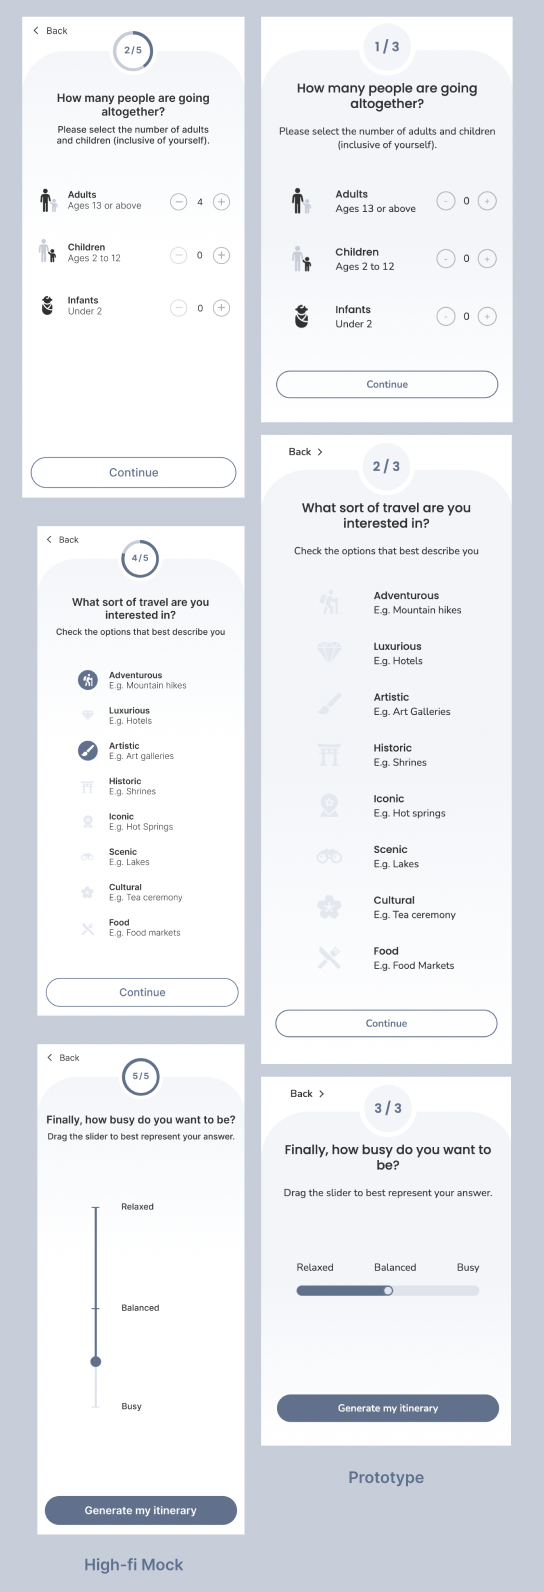 Back
2/5
How many people are going
altogether?
Please select the number of adults
and children (inclusive of yourself).
Adults
Ages 13 or above
− 4 +
Children
Ages 2 to 12
− 0 +
Infants
Under 2
− 0 +
Continue
1 / 3
How many people are going
altogether?
Please select the number of adults and children
(inclusive of yourself).
Adults
Ages 13 or above
- 0 +
Children
Ages 2 to 12
- 0 +
Infants
Under 2
- 0 +
Continue
Back
4/5
What sort of travel are you
interested in?
Check the options that best describe you
Adventurous
E.g. Mountain hikes
Luxurious
E.g. Hotels
Artistic
E.g. Art galleries
Historic
E.g. Shrines
Iconic
E.g. Hot Springs
Scenic
E.g. Lakes
Cultural
E.g. Tea ceremony
Food
E.g. Food markets
Continue
Back
2 / 3
What sort of travel are you
interested in?
Check the options that best describe you
Adventurous
E.g. Mountain hikes
Luxurious
E.g. Hotels
Artistic
E.g. Art Galleries
Historic
E.g. Shrines
Iconic
E.g. Hot springs
Scenic
E.g. Lakes
Cultural
E.g. Tea ceremony
Food
E.g. Food Markets
Continue
Back
5/5
Finally, how busy do you want to be?
Drag the slider to best represent your answer.
Relaxed
Balanced
Busy
Generate my itinerary
High-fi Mock
Back
3 / 3
Finally, how busy do you want to
be?
Drag the slider to best represent your answer.
Relaxed Balanced Busy
Generate my itinerary
Prototype